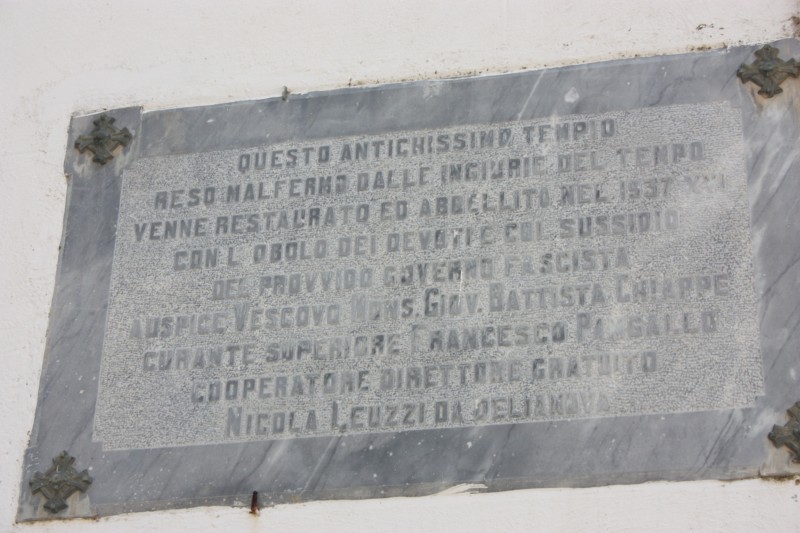 QUESTO ANTICHISSIMO TEMPIO
RESO MALFERMO DALLE INGIURIE DEL TEMPO
VENNE RESTAURATO ED ABBELLITO NEL 1937
CON L'OBOLO DEI DEVOTI E COL SUSSIDIO
DEL PROVVIDO GOVERNO FASCISTA
AUSPICE VESCOVO MONS. GIOV. BATTISTA CHIAPPE
CURANTE SUPERIORE FRANCESCO PANGALLO
COOPERATORE DIRETTORE GRATUITO
NICOLA LEUZZI DA DELIANOVA